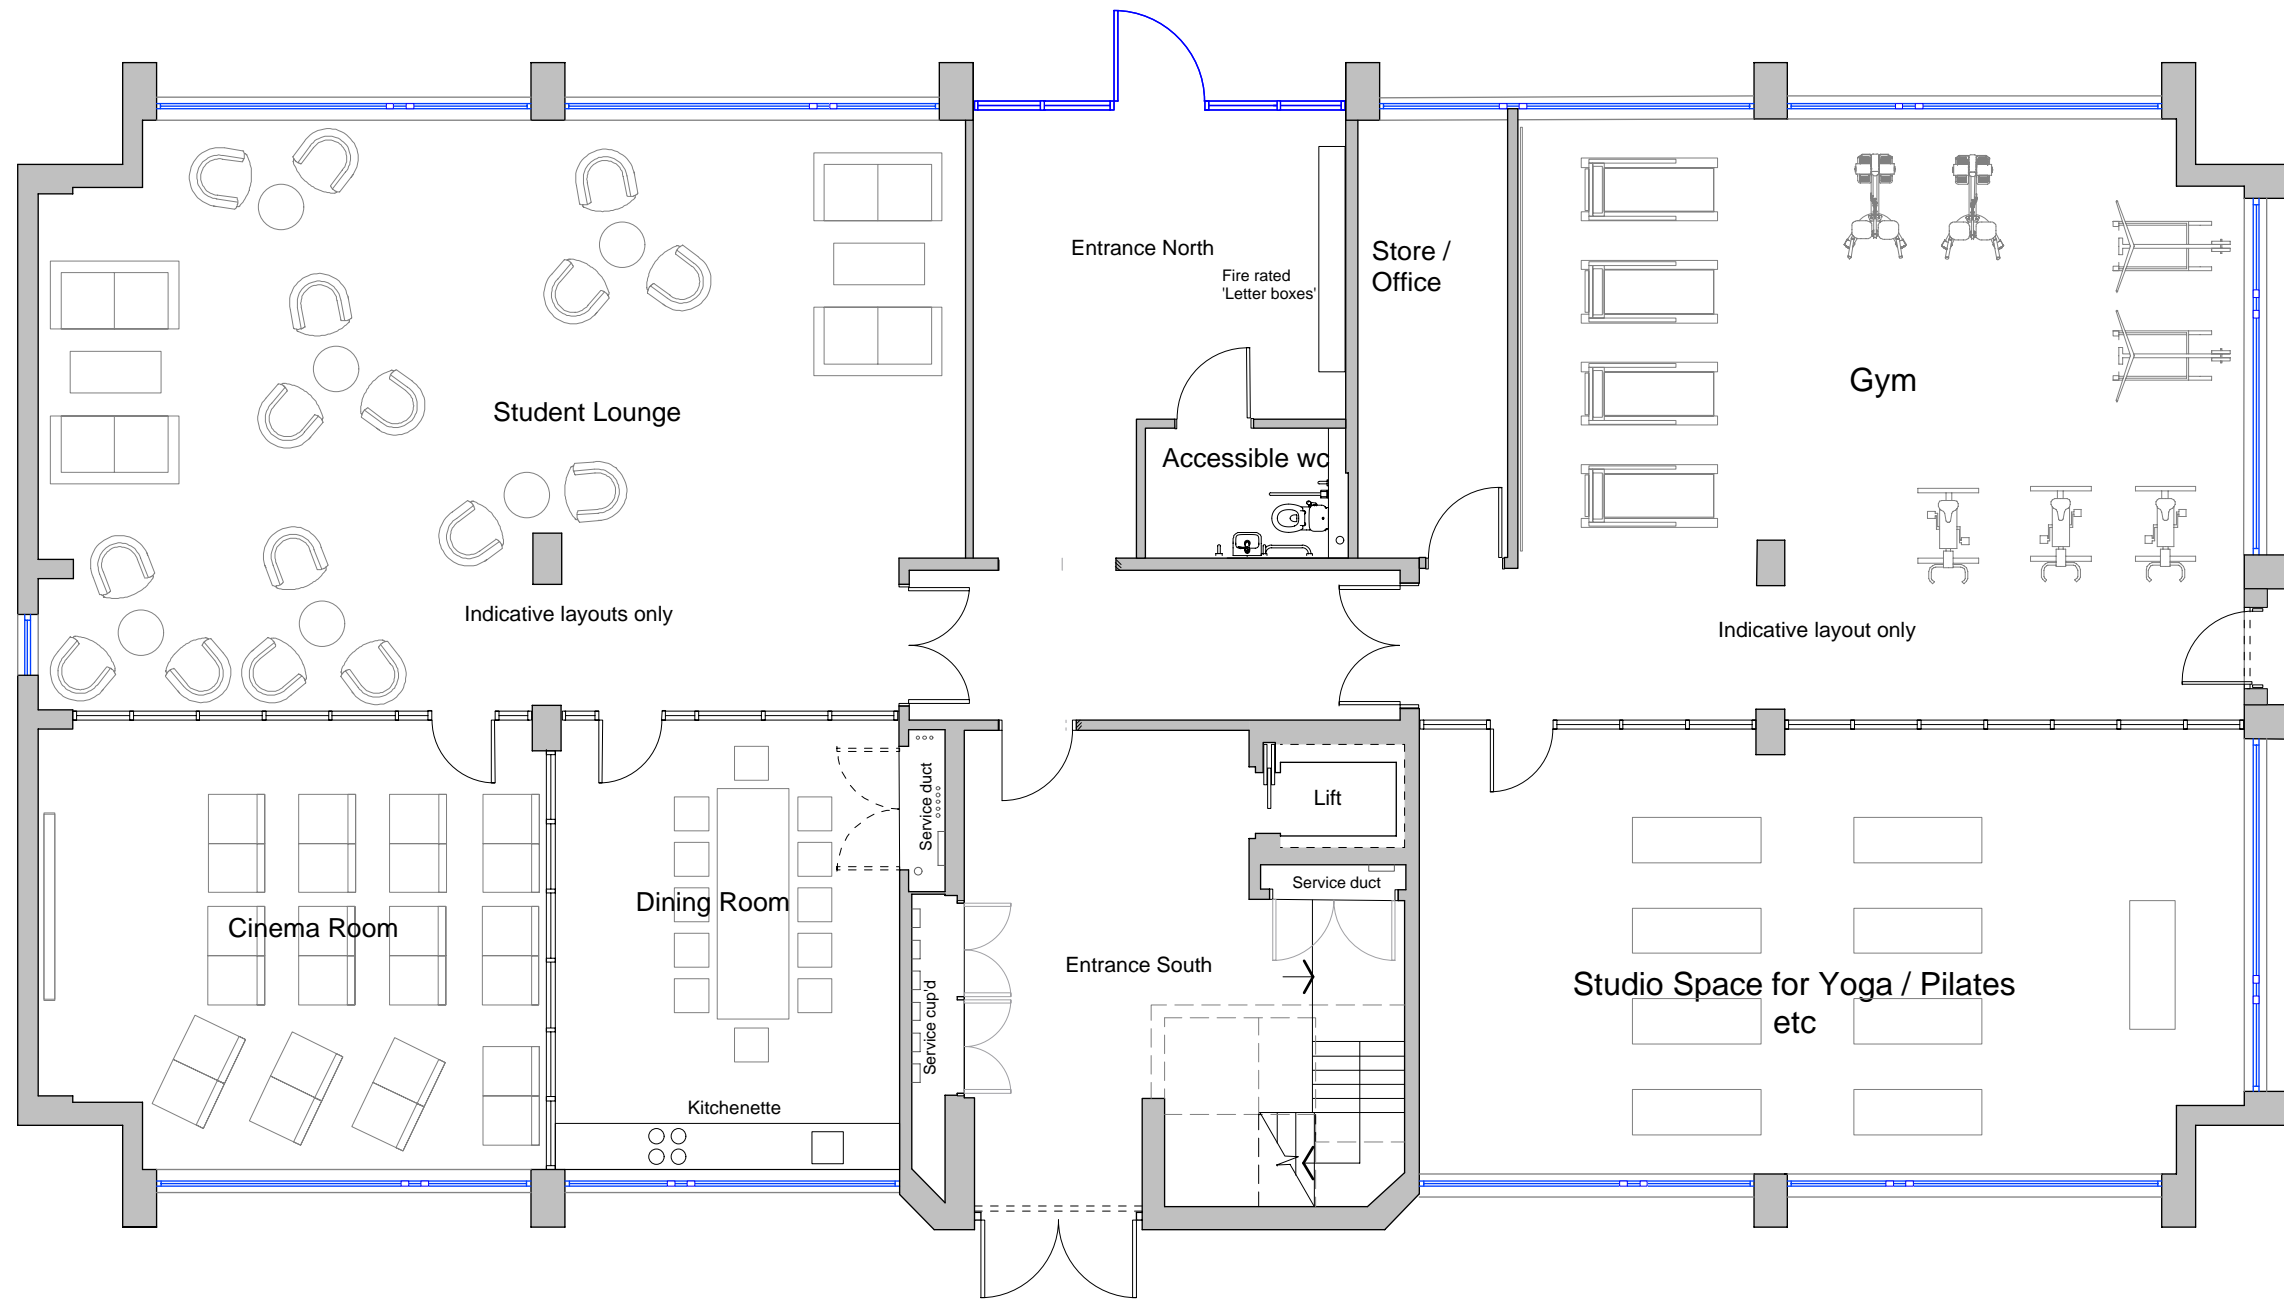 Entrance North
Store /
Office
Fire rated
'Letter boxes'
Gym
Student Lounge
Accessible wc
Indicative layouts only
Indicative layout only
Service duct
Lift
Service duct
Dining Room
Cinema Room
Entrance South
Studio Space for Yoga / Pilates
etc
Service cup'd
Kitchenette